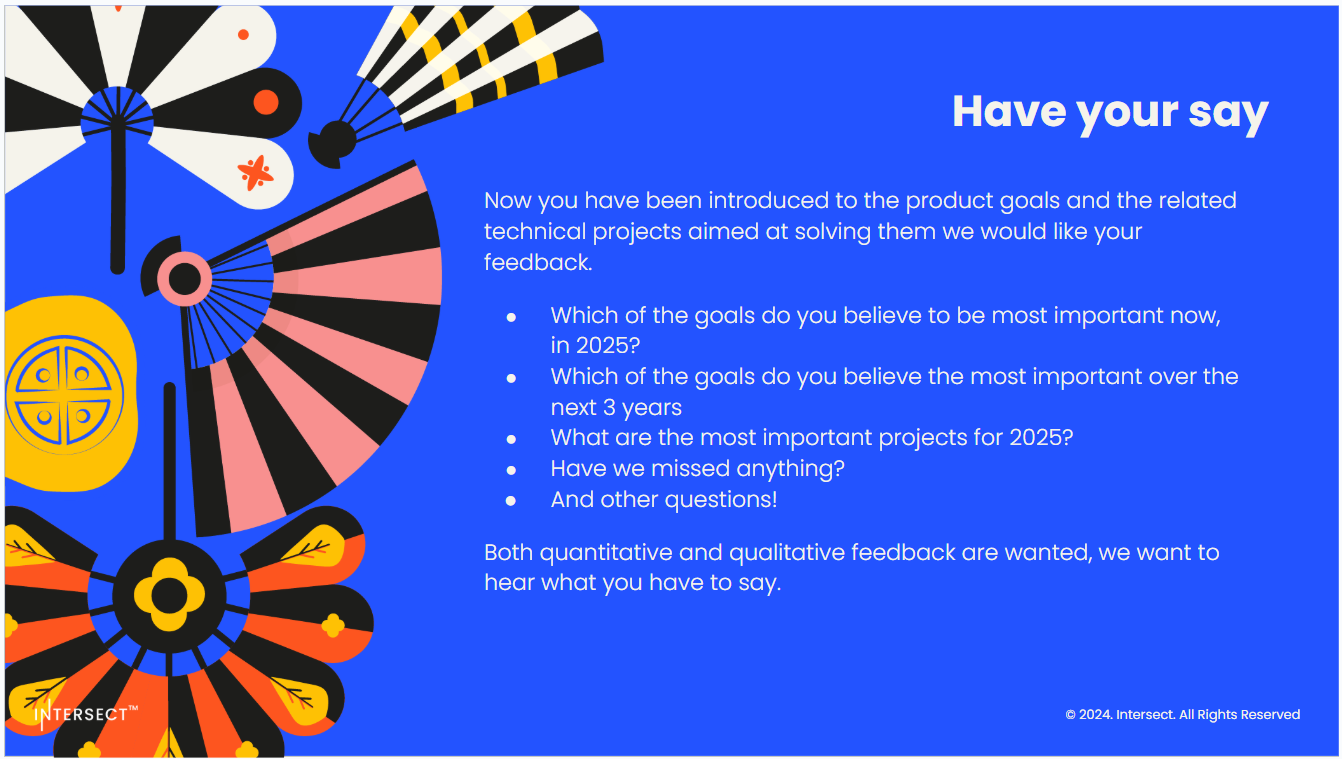 Have your say
Now you have been introduced to the product goals and the related
technical projects aimed at solving them we would like your
feedback.
● Which of the goals do you believe to be most important now,
in 2025?
● Which of the goals do you believe the most important over the
next 3 years
● What are the most important projects for 2025?
● Have we missed anything?
● And other questions!
Both quantitative and qualitative feedback are wanted, we want to
hear what you have to say.
INTERSECT™
© 2024. Intersect. All Rights Reserved